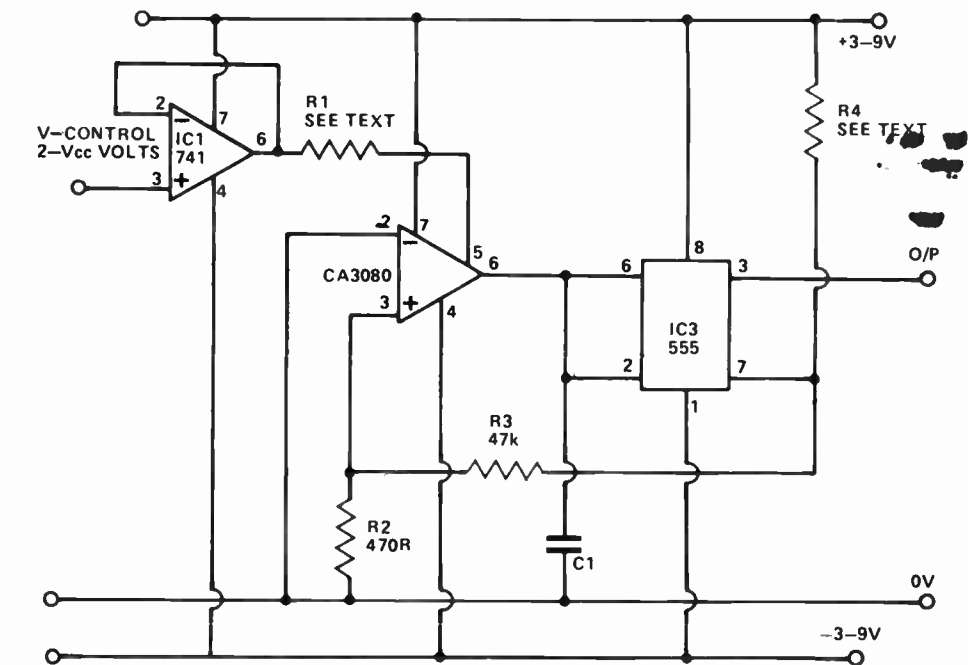 +3–9V
2
7
V–CONTROL
2–Vcc VOLTS
–
IC1
741
6
3
+
4
R1
SEE TEXT
R4
SEE TEXT
2
–
7
5
6
CA3080
3
+
4
8
6
3
O/P
IC3
555
2
7
1
R3
47k
R2
470R
C1
0V
–3–9V